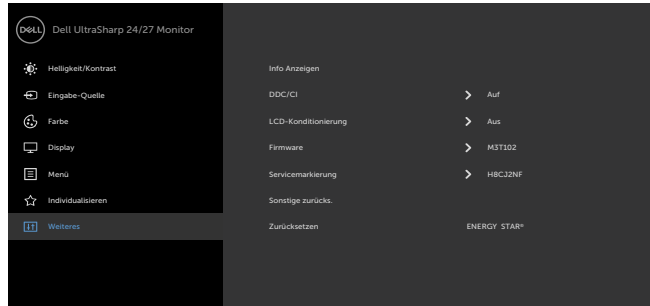 DELL Dell UltraSharp 24/27 Monitor
Helligkeit/Kontrast
Info Anzeigen
Eingabe-Quelle
DDC/CI
Auf
Farbe
LCD-Konditionierung
Aus
Display
Firmware
M3T102
Menü
Servicemarkierung
H8CJ2NF
Individualisieren
Sonstige zurücks.
Weiteres
Zurücksetzen
ENERGY STAR®